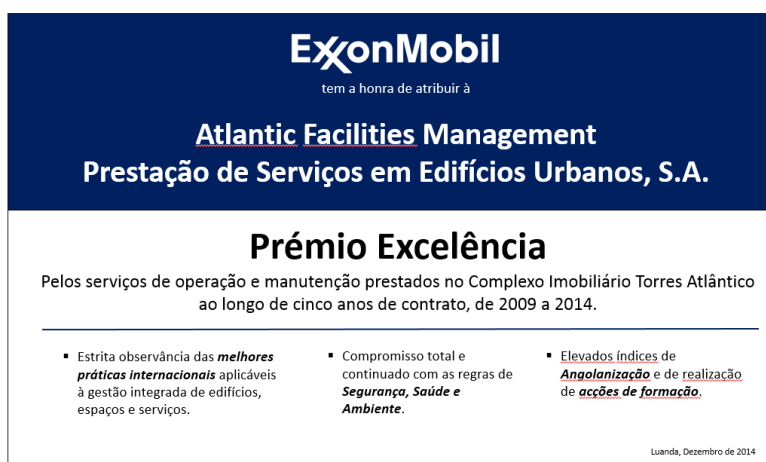 ExxonMobil
tem a honra de atribuir à
Atlantic Facilities Management
Prestação de Serviços em Edifícios Urbanos, S.A.
Prémio Excelência
Pelos serviços de operação e manutenção prestados no Complexo Imobiliário Torres Atlântico
ao longo de cinco anos de contrato, de 2009 a 2014.
▪ Estrita observância das melhores
práticas internacionais aplicáveis
à gestão integrada de edifícios,
espaços e serviços.
▪ Compromisso total e
continuado com as regras de
Segurança, Saúde e
Ambiente.
▪ Elevados índices de
Angolanização e de realização
de acções de formação.
Luanda, Dezembro de 2014